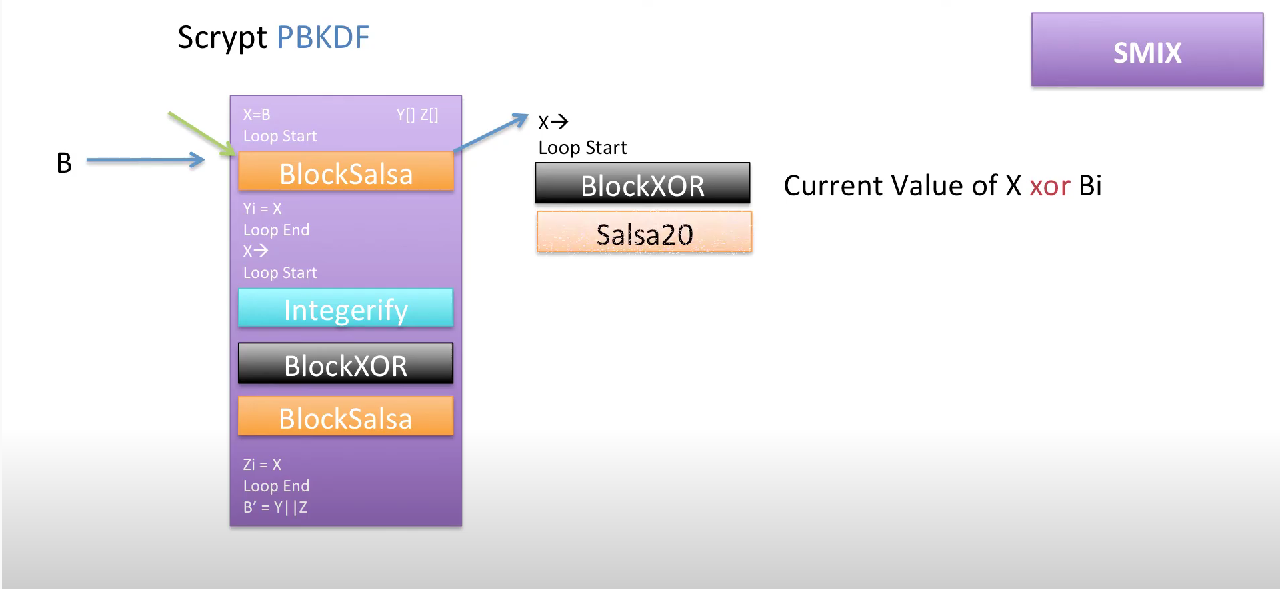 Scrypt PBKDF
SMIX
X=B Y[] Z[]
Loop Start
BlockSalsa
Yi = X
Loop End
X→
Loop Start
Integerify
BlockXOR
BlockSalsa
Zi = X
Loop End
B’ = Y||Z
B
X→
Loop Start
BlockXOR
Salsa20
Current Value of X xor Bi